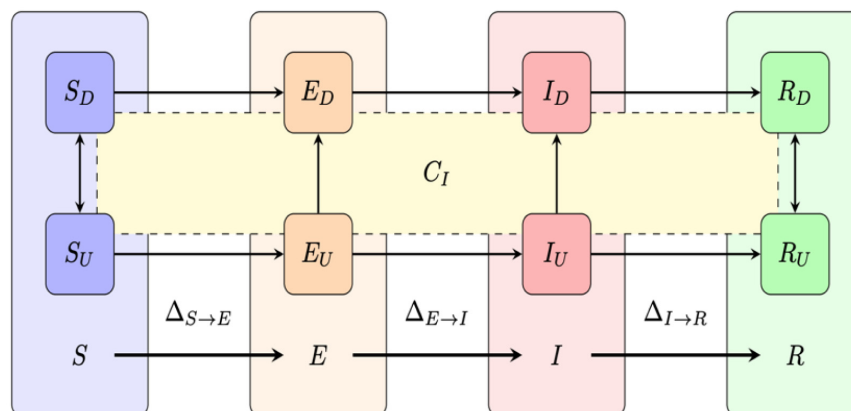 S_D E_D I_D R_D
C_I
S_U E_U I_U R_U
Δ_{S→E} Δ_{E→I} Δ_{I→R}
S E I R